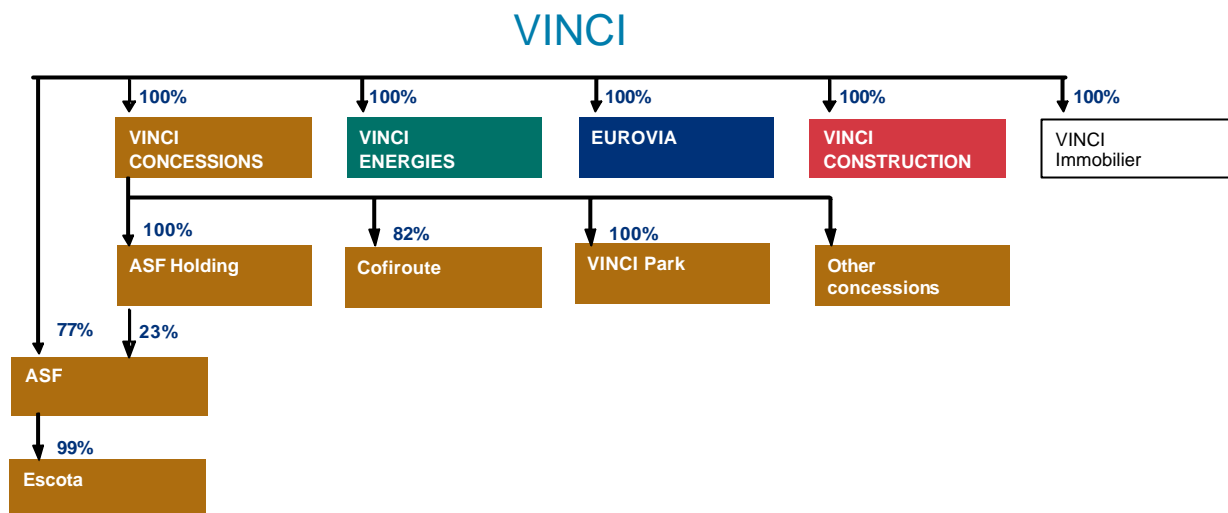 VINCI
100%
100%
100%
100%
100%
VINCI
CONCESSIONS
VINCI
ENERGIES
EUROVIA
VINCI
CONSTRUCTION
VINCI
Immobilier
100%
82%
100%
ASF Holding
Cofiroute
VINCI Park
Other
concessions
77%
23%
ASF
99%
Escota